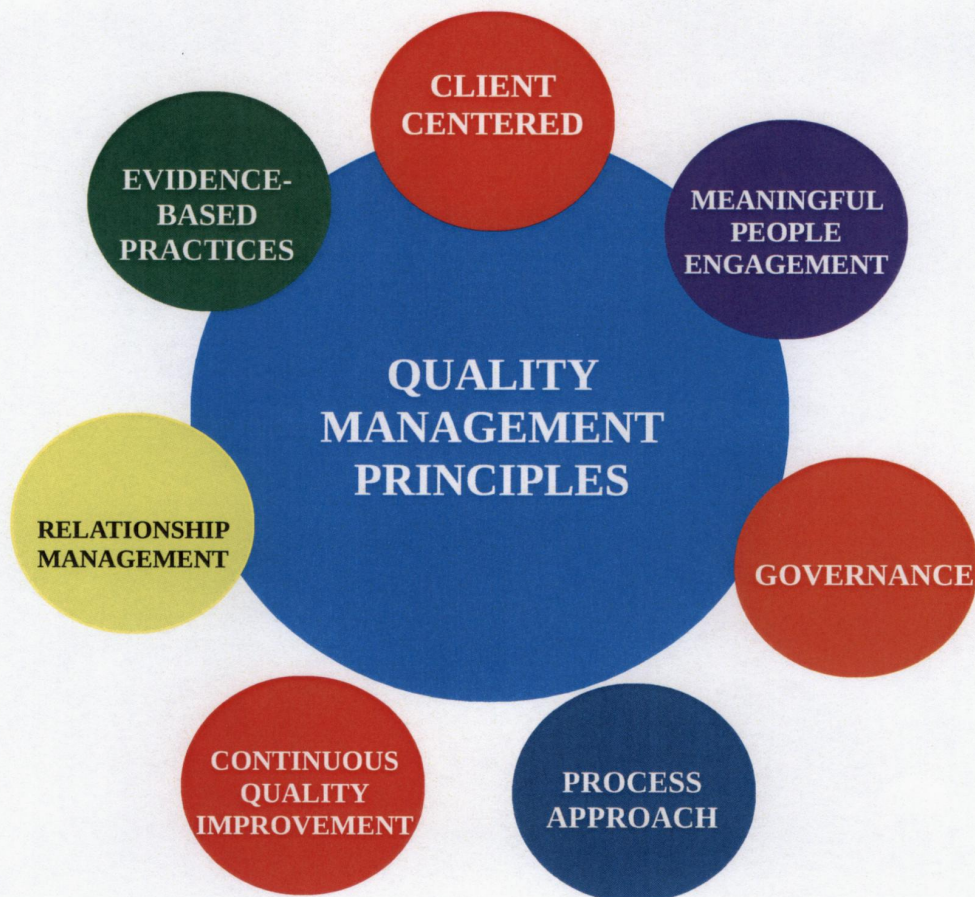 CLIENT
CENTERED
EVIDENCE-
BASED
PRACTICES
MEANINGFUL
PEOPLE
ENGAGEMENT
QUALITY
MANAGEMENT
PRINCIPLES
RELATIONSHIP
MANAGEMENT
GOVERNANCE
CONTINUOUS
QUALITY
IMPROVEMENT
PROCESS
APPROACH